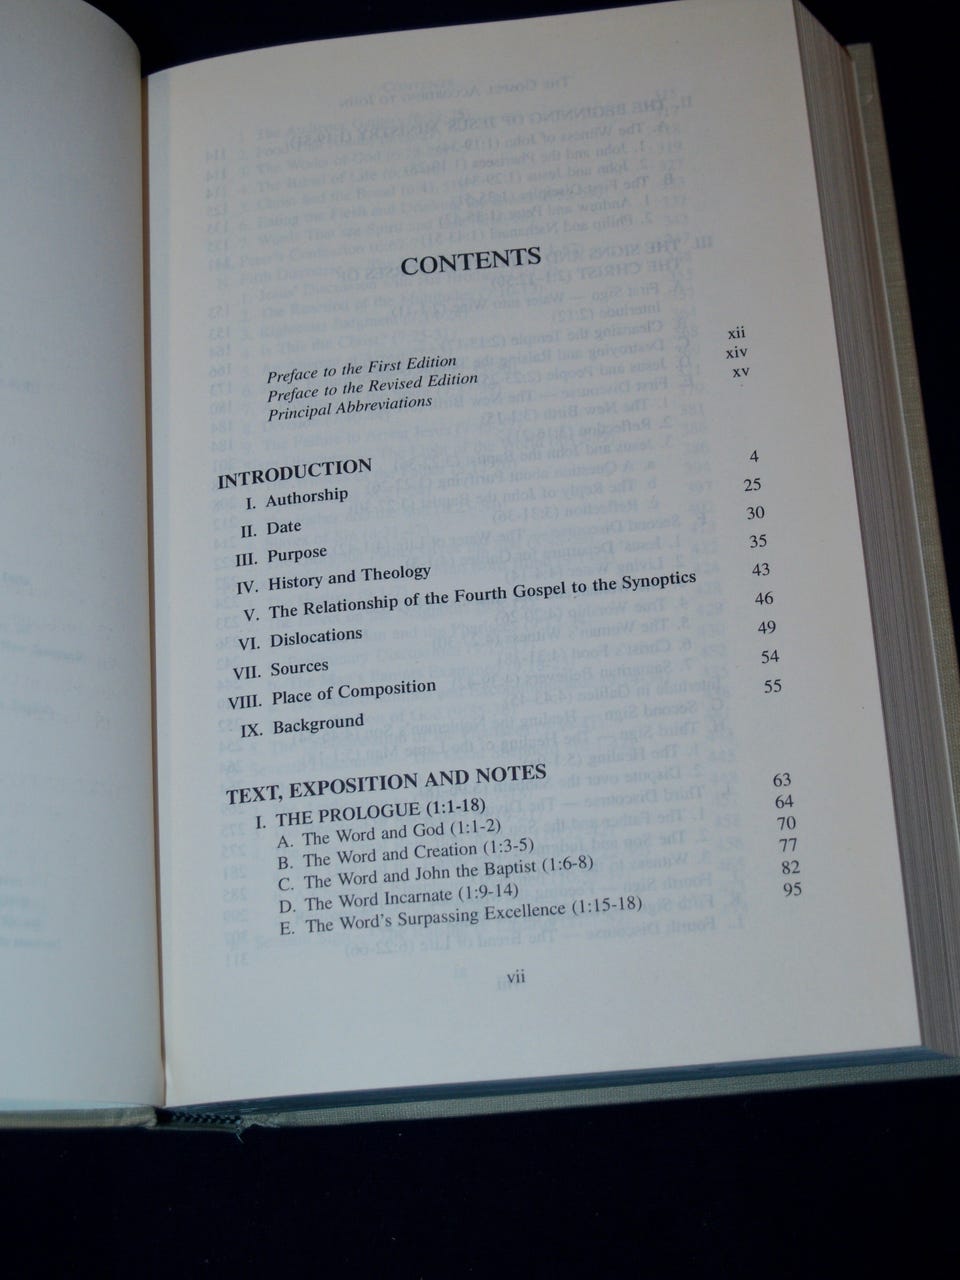 CONTENTS
Preface to the First Edition xii
Preface to the Revised Edition xiv
Principal Abbreviations xv
INTRODUCTION
I. Authorship 4
II. Date 25
III. Purpose 30
IV. History and Theology 35
V. The Relationship of the Fourth Gospel to the Synoptics 43
VI. Dislocations 46
VII. Sources 49
VIII. Place of Composition 54
IX. Background 55
TEXT, EXPOSITION AND NOTES
I. THE PROLOGUE (1:1-18) 63
A. The Word and God (1:1-2) 64
B. The Word and Creation (1:3-5) 70
C. The Word and John the Baptist (1:6-8) 77
D. The Word Incarnate (1:9-14) 82
E. The Word's Surpassing Excellence (1:15-18) 95
vii